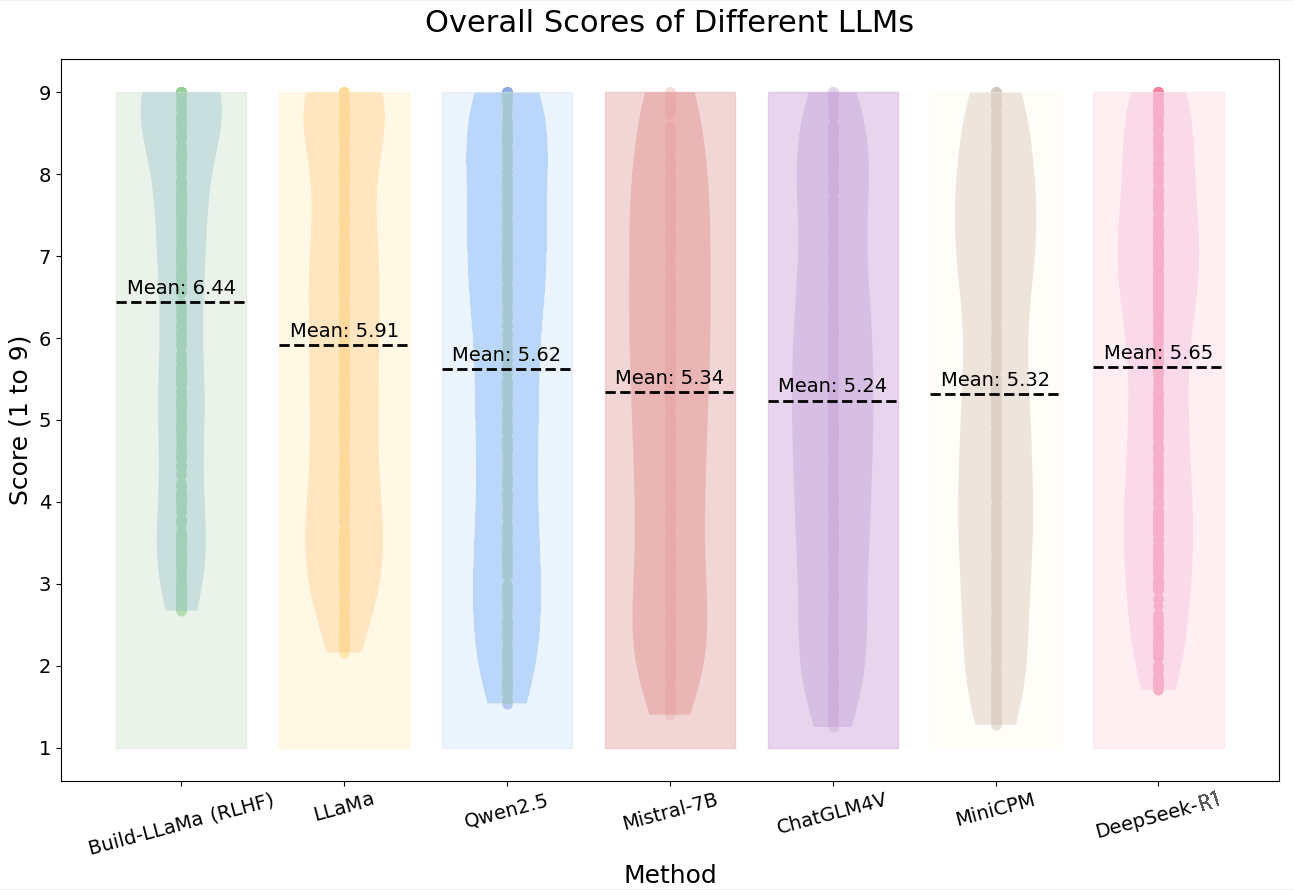 Overall Scores of Different LLMs
Score (1 to 9)
9
8
7
6
5
4
3
2
1
Mean: 6.44
Mean: 5.91
Mean: 5.62
Mean: 5.34
Mean: 5.24
Mean: 5.32
Mean: 5.65
Build-LLaMa (RLHF)
LLaMa
Qwen2.5
Mistral-7B
ChatGLM4V
MiniCPM
DeepSeek-R1
Method